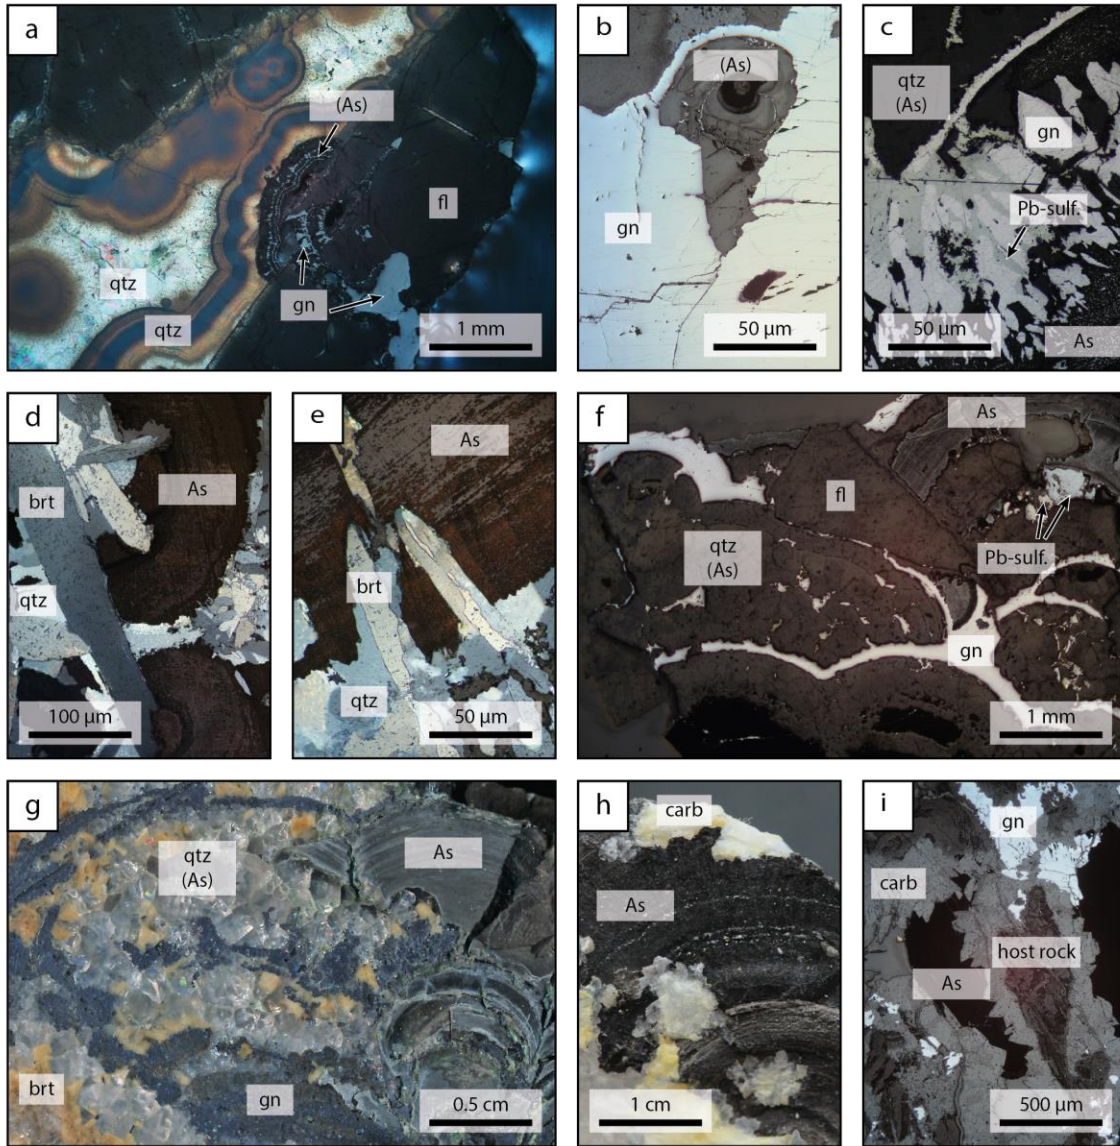 a
(As)
fl
gn
qtz
qtz
1 mm
b
(As)
gn
50 µm
c
qtz
(As)
gn
Pb-sulf.
50 µm
As
d
As
brt
qtz
100 µm
e
As
brt
qtz
50 µm
f
As
fl
qtz
(As)
Pb-sulf.
gn
1 mm
g
qtz
(As)
As
brt
gn
0.5 cm
h
carb
As
1 cm
i
gn
carb
host rock
As
500 µm